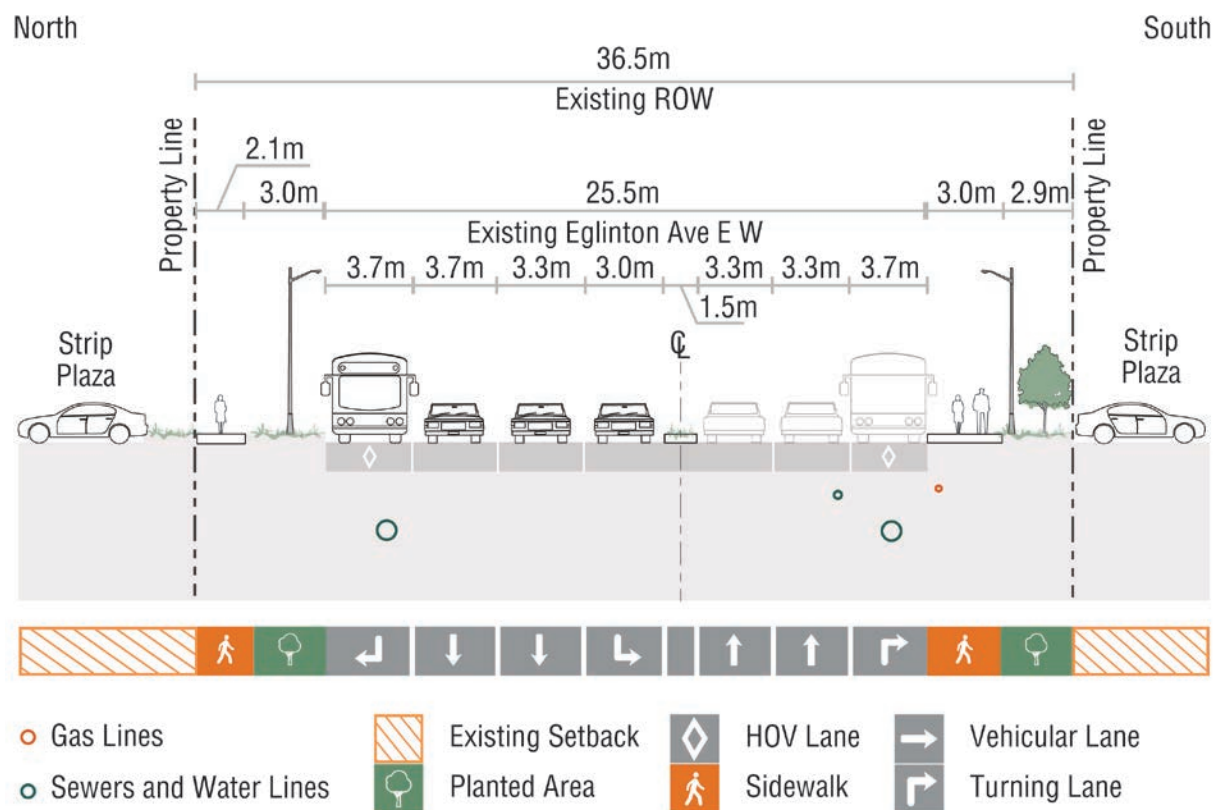 North
South
36.5m
Existing ROW
Property Line
Property Line
2.1m
3.0m
25.5m
3.0m
2.9m
Existing Eglinton Ave E W
3.7m
3.7m
3.3m
3.0m
3.3m
3.3m
3.7m
1.5m
CL
Strip
Plaza
Strip
Plaza
Gas Lines
Existing Setback
HOV Lane
Vehicular Lane
Sewers and Water Lines
Planted Area
Sidewalk
Turning Lane